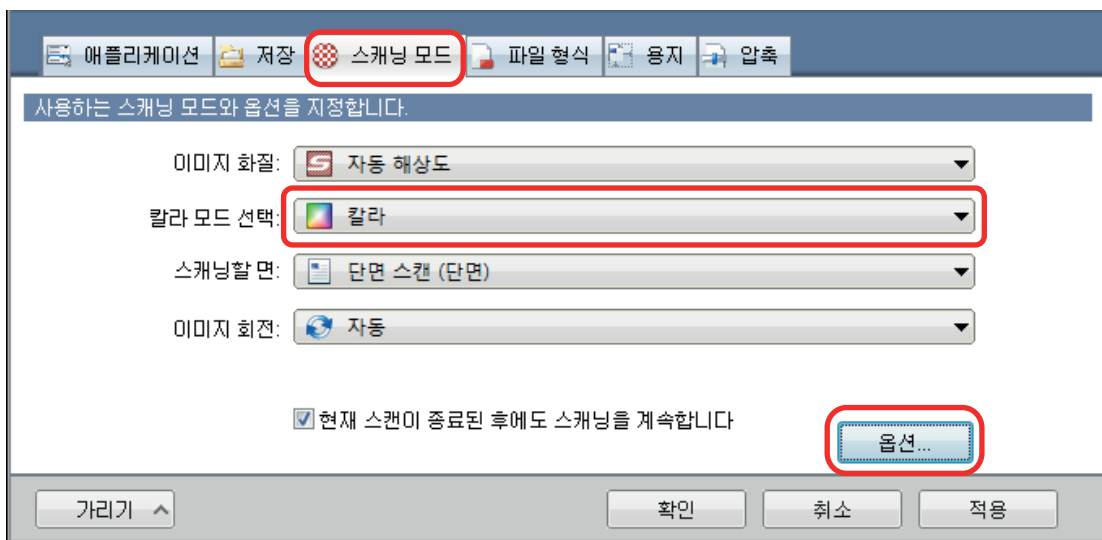 애플리케이션 저장 스캐닝 모드 파일 형식 용지 압축
사용하는 스캐닝 모드와 옵션을 지정합니다.
이미지 화질: 자동 해상도
칼라 모드 선택: 칼라
스캐닝할 면: 단면 스캔 (단면)
이미지 회전: 자동
현재 스캔이 종료된 후에도 스캐닝을 계속합니다
옵션...
가리기 확인 취소 적용